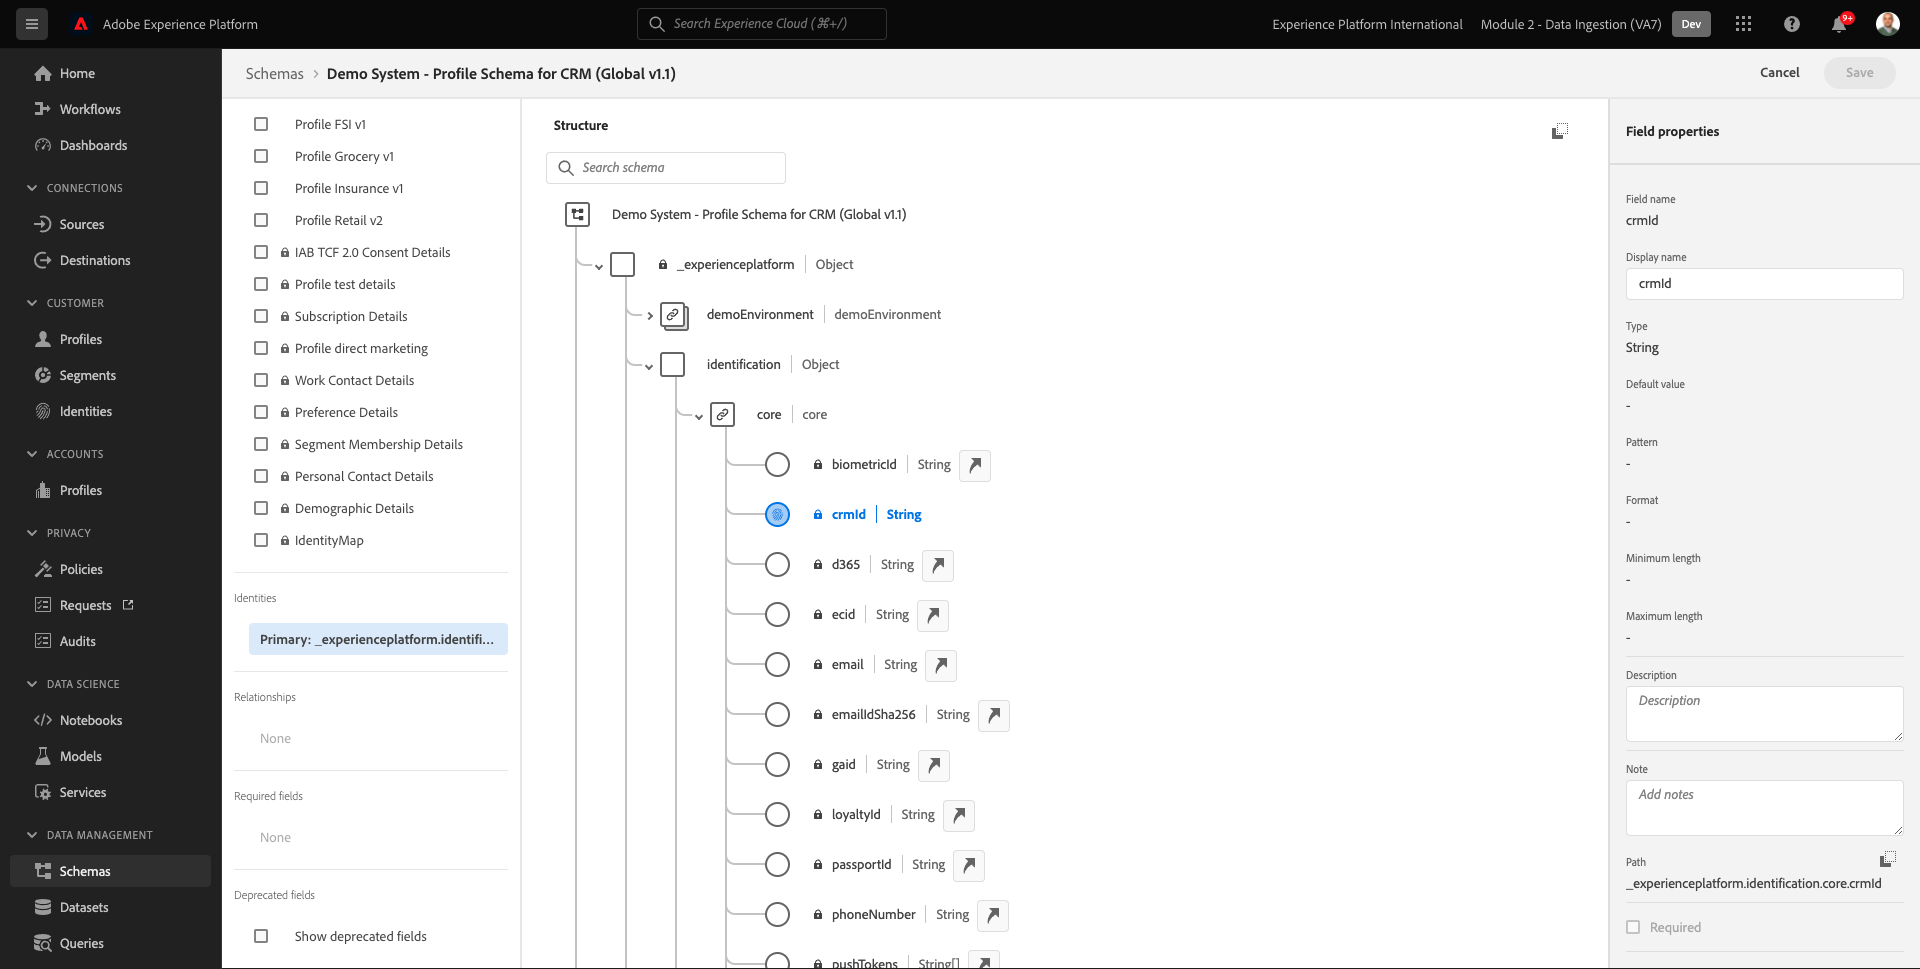 Adobe Experience Platform
Search Experience Cloud (⌘+/)
Experience Platform International
Module 2 - Data Ingestion (VA7)
Dev
9+
Home
Workflows
Dashboards
CONNECTIONS
Sources
Destinations
CUSTOMER
Profiles
Segments
Identities
ACCOUNTS
Profiles
PRIVACY
Policies
Requests
Audits
DATA SCIENCE
Notebooks
Models
Services
DATA MANAGEMENT
Schemas
Datasets
Queries
Schemas > Demo System - Profile Schema for CRM (Global v1.1)
Cancel
Save
Profile FSI v1
Profile Grocery v1
Profile Insurance v1
Profile Retail v2
IAB TCF 2.0 Consent Details
Profile test details
Subscription Details
Profile direct marketing
Work Contact Details
Preference Details
Segment Membership Details
Personal Contact Details
Demographic Details
IdentityMap
Identities
Primary: _experienceplatform.identifi...
Relationships
None
Required fields
None
Deprecated fields
Show deprecated fields
Structure
Search schema
Demo System - Profile Schema for CRM (Global v1.1)
_experienceplatform | Object
demoEnvironment | demoEnvironment
identification | Object
core | core
biometricId | String
crmId | String
d365 | String
ecid | String
email | String
emailIdSha256 | String
gaid | String
loyaltyId | String
passportId | String
phoneNumber | String
pushTokens | String[]
Field properties
Field name
crmId
Display name
crmId
Type
String
Default value
-
Pattern
-
Format
-
Minimum length
-
Maximum length
-
Description
Description
Note
Add notes
Path
_experienceplatform.identification.core.crmId
Required